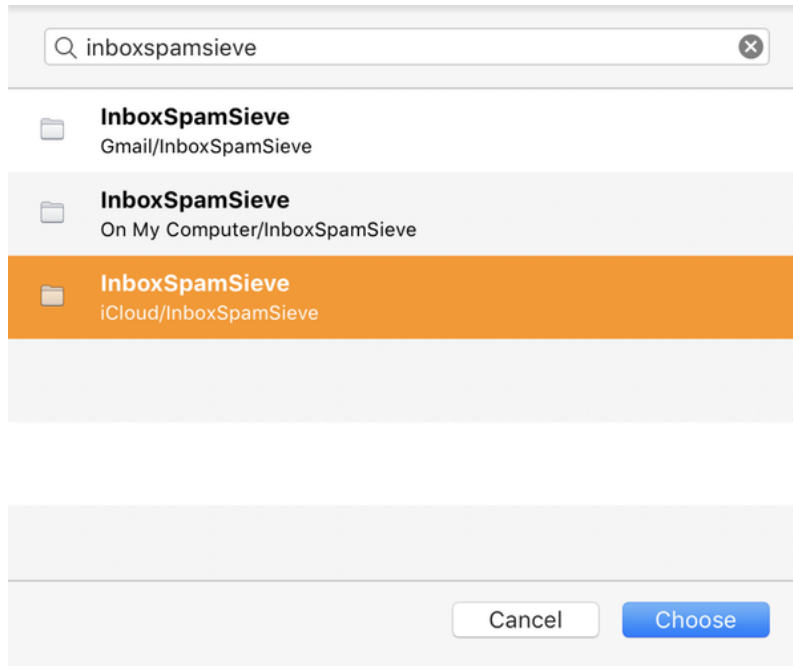 inboxspamsieve
InboxSpamSieve
Gmail/InboxSpamSieve
InboxSpamSieve
On My Computer/InboxSpamSieve
InboxSpamSieve
iCloud/InboxSpamSieve
Cancel
Choose